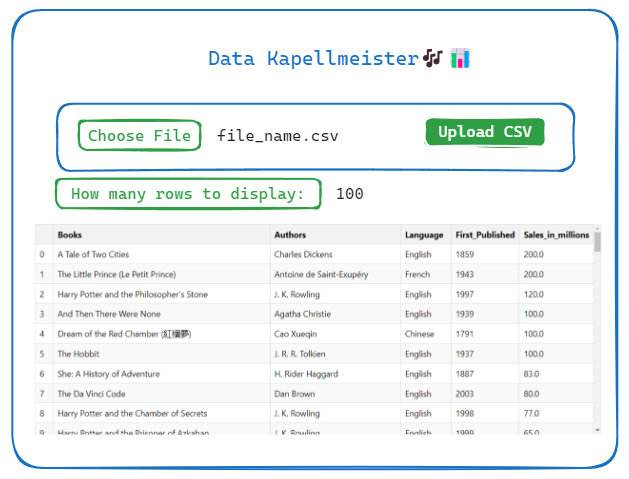 Data Kapellmeister
Choose File file_name.csv Upload CSV
How many rows to display: 100
Books Authors Language First_Published Sales_in_millions
0 A Tale of Two Cities Charles Dickens English 1859 200.0
1 The Little Prince (Le Petit Prince) Antoine de Saint-Exupéry French 1943 200.0
2 Harry Potter and the Philosopher's Stone J. K. Rowling English 1997 120.0
3 And Then There Were None Agatha Christie English 1939 100.0
4 Dream of the Red Chamber (紅樓夢) Cao Xueqin Chinese 1791 100.0
5 The Hobbit J. R. R. Tolkien English 1937 100.0
6 She: A History of Adventure H. Rider Haggard English 1887 83.0
7 The Da Vinci Code Dan Brown English 2003 80.0
8 Harry Potter and the Chamber of Secrets J. K. Rowling English 1998 77.0
9 Harry Potter and the Prisoner of Azkaban J. K. Rowling English 1999 65.0